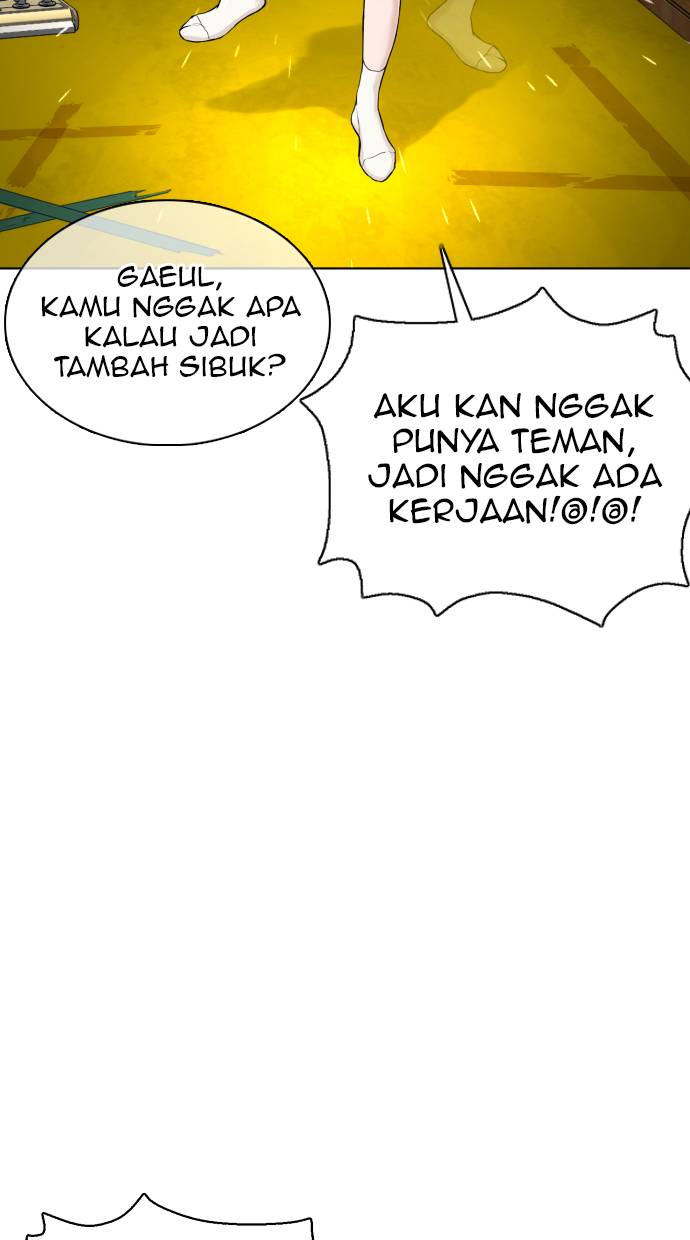 GAEUL,
KAMU NGGAK APA
KALAU JADI
TAMBAH SIBUK?
AKU KAN NGGAK
PUNYA TEMAN,
JADI NGGAK ADA
KERJAAN!@!@!